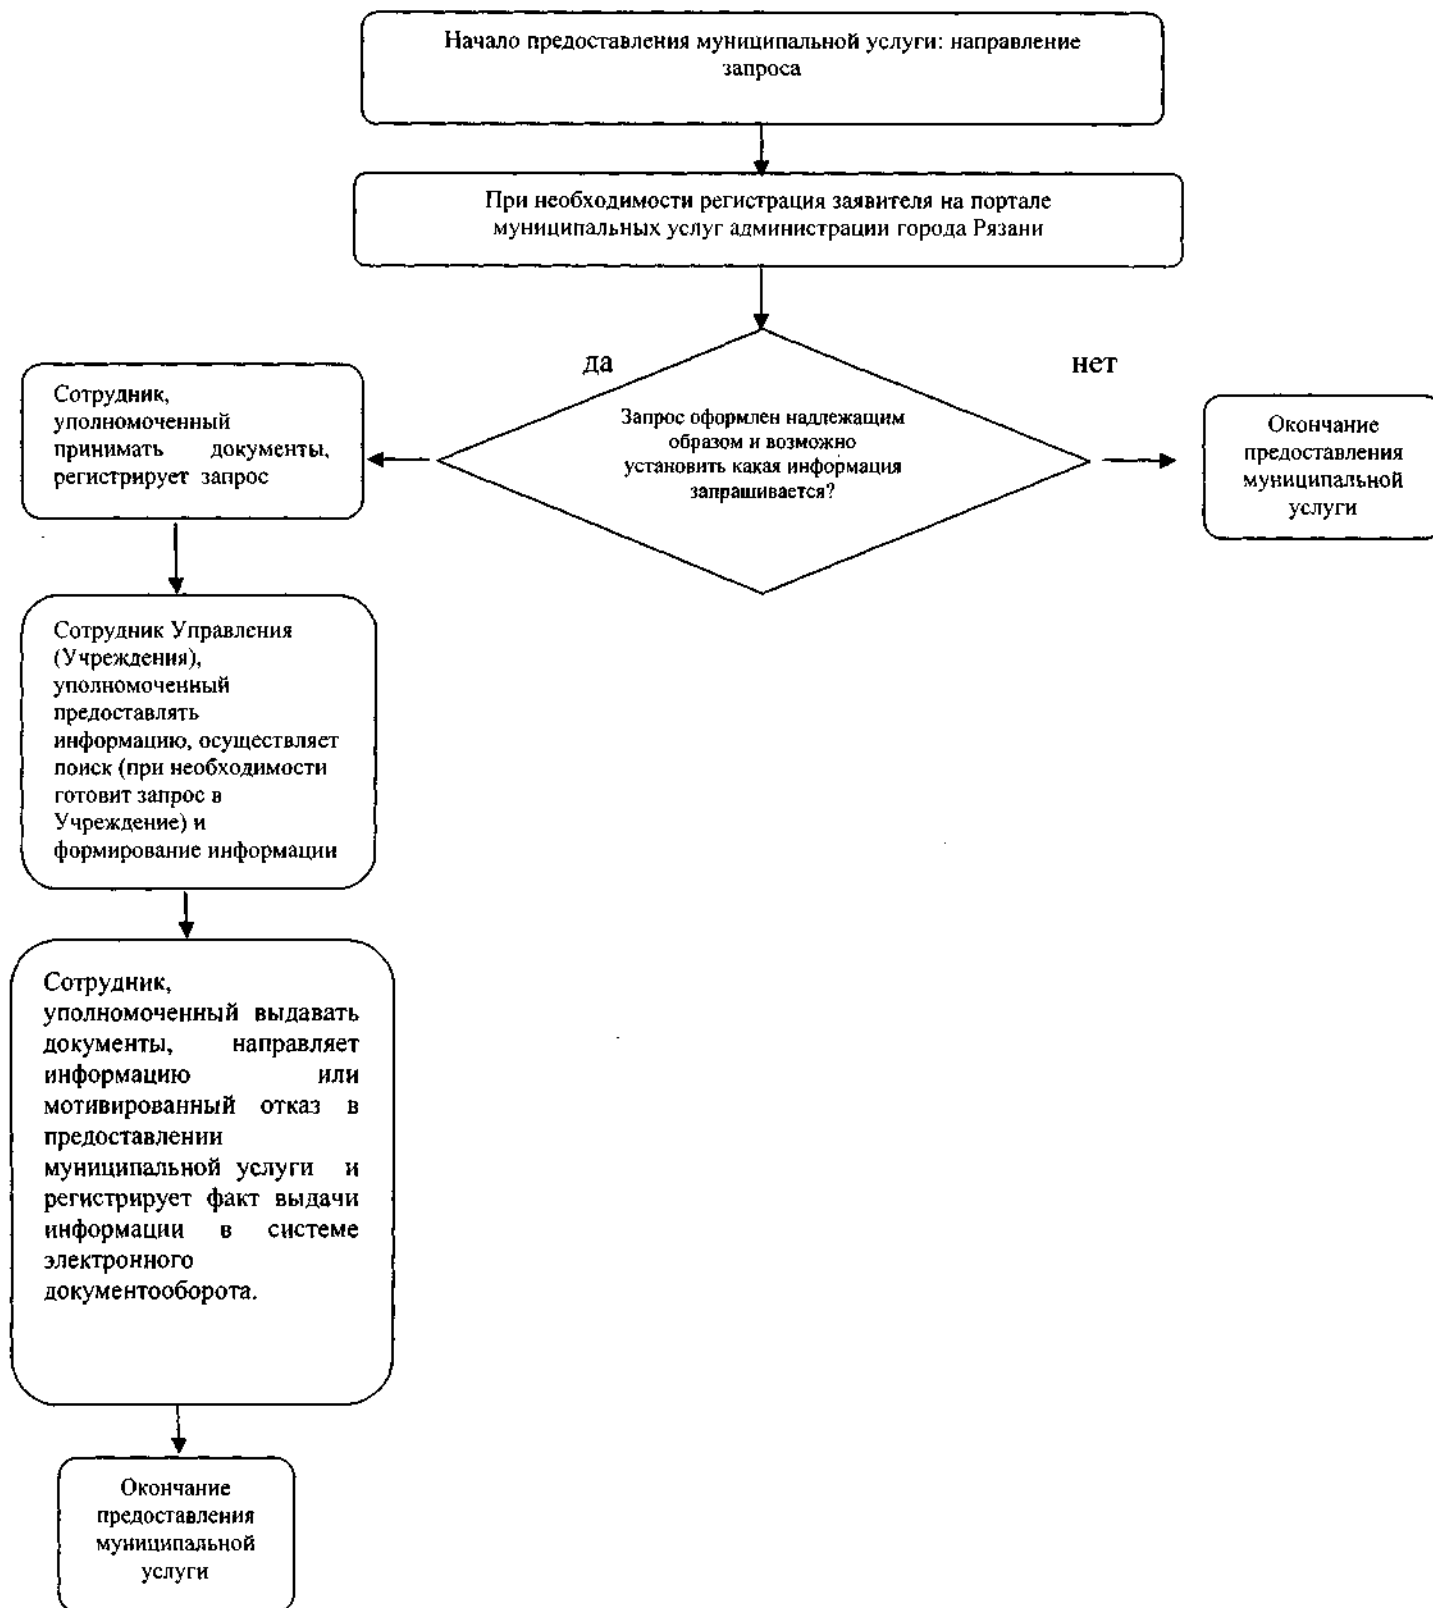 Начало предоставления муниципальной услуги: направление
запроса
При необходимости регистрация заявителя на портале
муниципальных услуг администрации города Рязани
да
нет
Запрос оформлен надлежащим
образом и возможно
установить какая информация
запрашивается?
Сотрудник,
уполномоченный
принимать документы,
регистрирует запрос
Окончание
предоставления
муниципальной
услуги
Сотрудник Управления
(Учреждения),
уполномоченный
предоставлять
информацию, осуществляет
поиск (при необходимости
готовит запрос в
Учреждение) и
формирование информации
Сотрудник,
уполномоченный выдавать
документы, направляет
информацию или
мотивированный отказ в
предоставлении
муниципальной услуги и
регистрирует факт выдачи
информации в системе
электронного
документооборота.
Окончание
предоставления
муниципальной
услуги